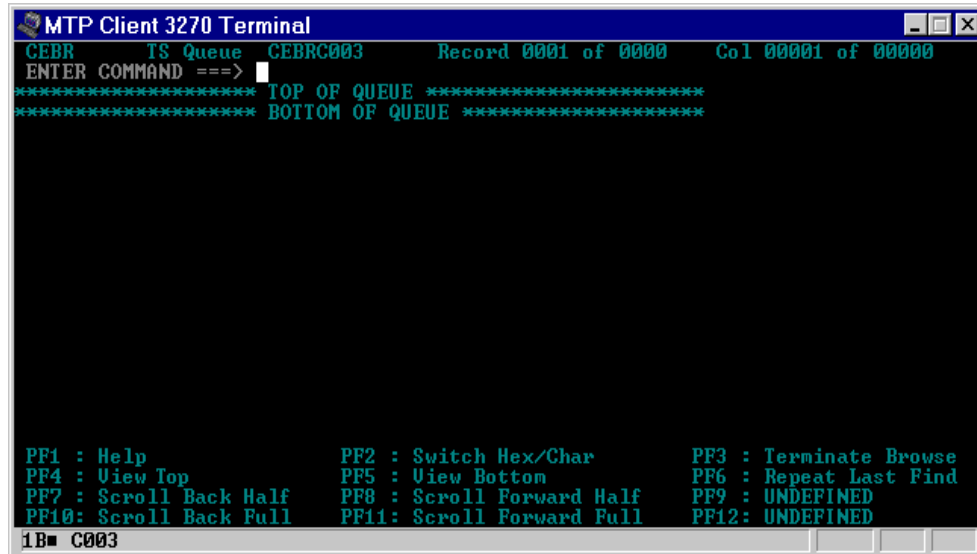 MTP Client 3270 Terminal
CEBR TS Queue CEBRC003 Record 0001 of 0000 Col 00001 of 00000
ENTER COMMAND ===>
******************** TOP OF QUEUE ***********************
******************** BOTTOM OF QUEUE ********************
PF1 : Help PF2 : Switch Hex/Char PF3 : Terminate Browse
PF4 : View Top PF5 : View Bottom PF6 : Repeat Last Find
PF7 : Scroll Back Half PF8 : Scroll Forward Half PF9 : UNDEFINED
PF10: Scroll Back Full PF11: Scroll Forward Full PF12: UNDEFINED
1B■ C003